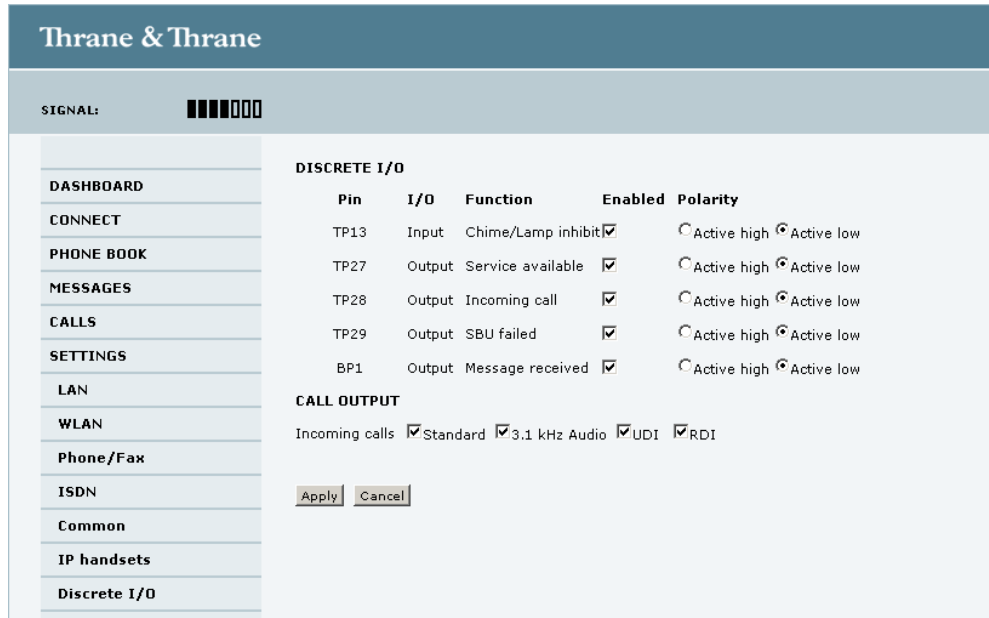 Thrane & Thrane
SIGNAL:
DASHBOARD
CONNECT
PHONE BOOK
MESSAGES
CALLS
SETTINGS
LAN
WLAN
Phone/Fax
ISDN
Common
IP handsets
Discrete I/O
DISCRETE I/O
Pin I/O Function Enabled Polarity
TP13 Input Chime/Lamp inhibit Active high Active low
TP27 Output Service available Active high Active low
TP28 Output Incoming call Active high Active low
TP29 Output SBU failed Active high Active low
BP1 Output Message received Active high Active low
CALL OUTPUT
Incoming calls Standard 3.1 kHz Audio UDI RDI
Apply Cancel